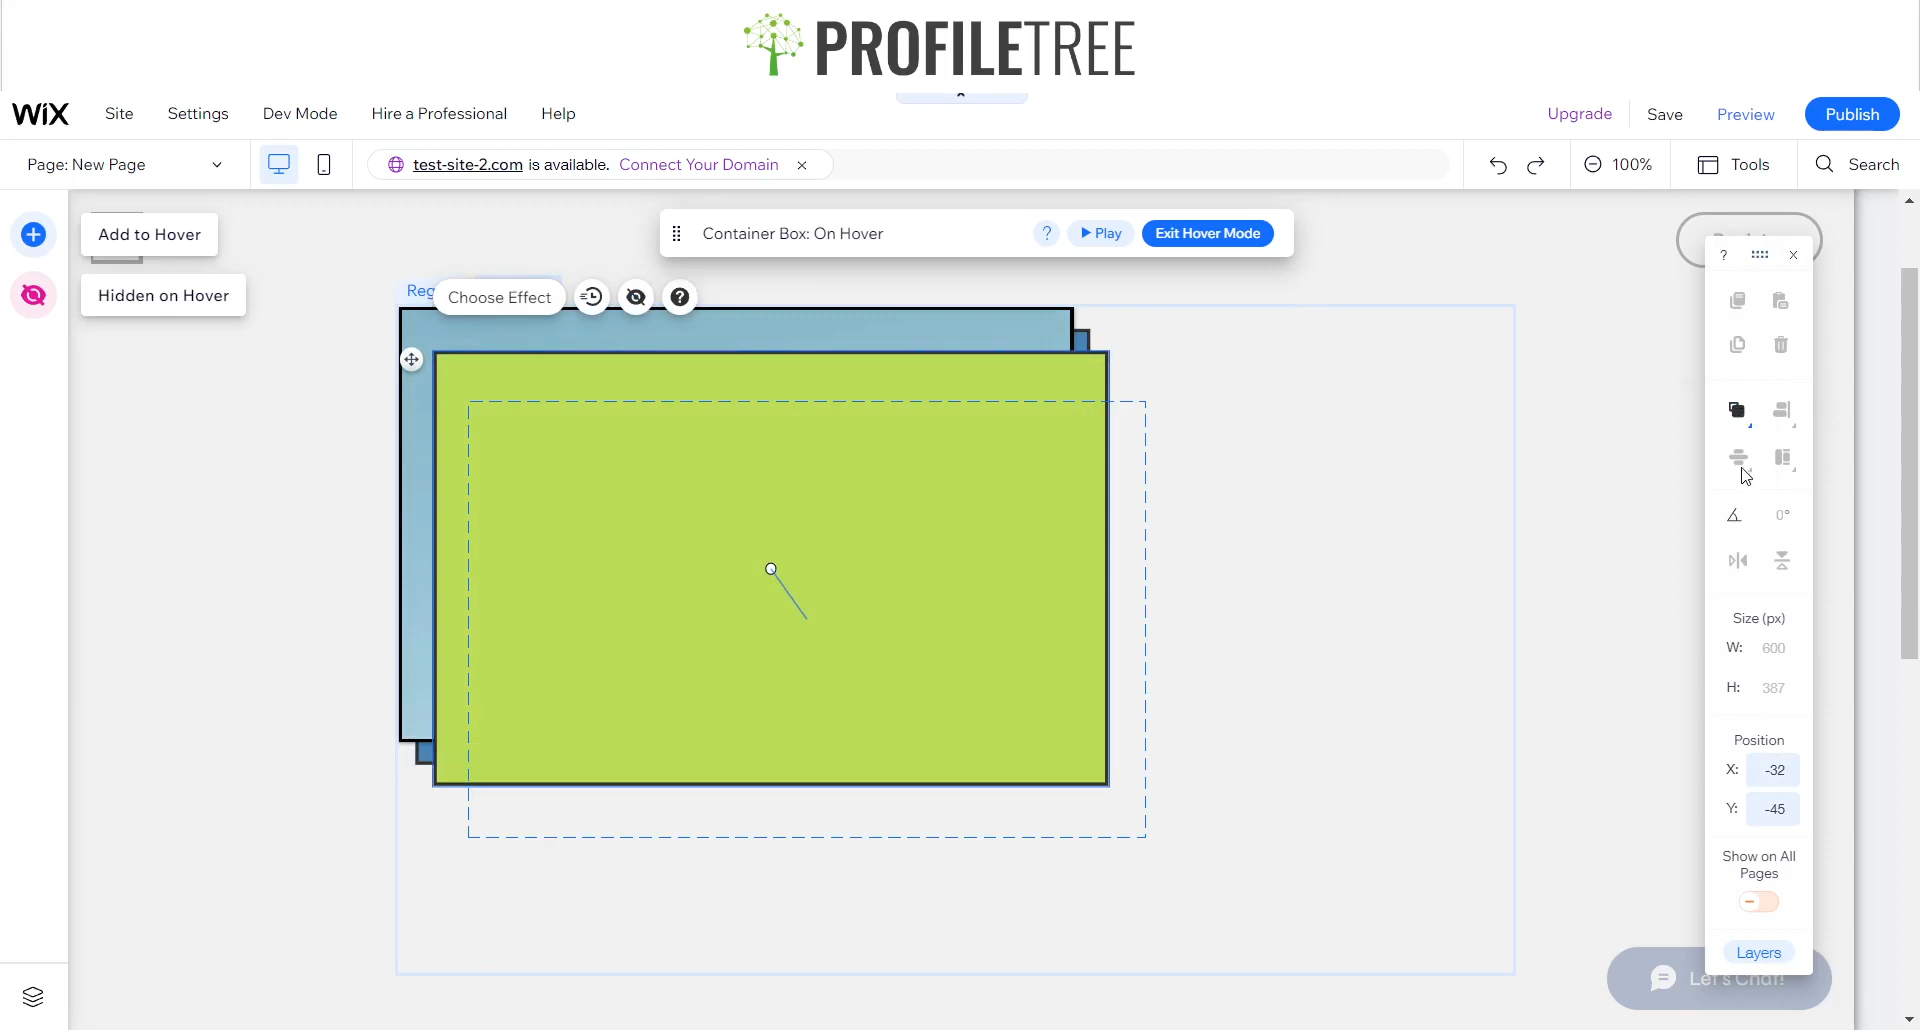 PROFILETREE
WiX Site Settings Dev Mode Hire a Professional Help Upgrade Save Preview Publish
Page: New Page test-site-2.com is available. Connect Your Domain × 100% Tools Search
Add to Hover
Container Box: On Hover ? Play Exit Hover Mode
? ×
Hidden on Hover
Reg
Choose Effect ?
0°
Size (px)
W: 600
H: 387
Position
X: -32
Y: -45
Show on All
Pages
Layers
Let's Chat!